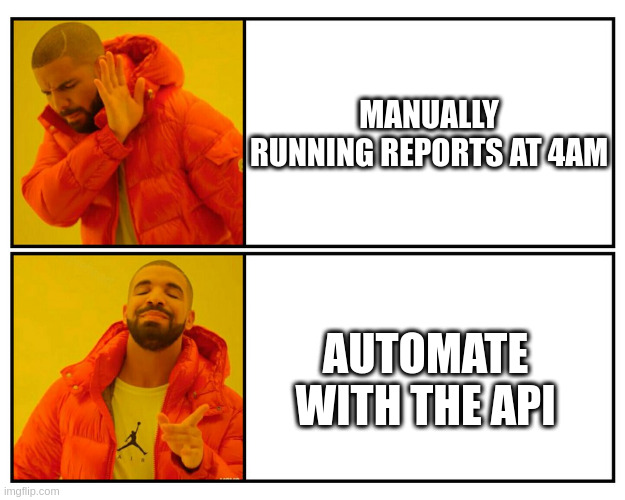 MANUALLY
RUNNING REPORTS AT 4AM
AUTOMATE
WITH THE API
imgflip.com